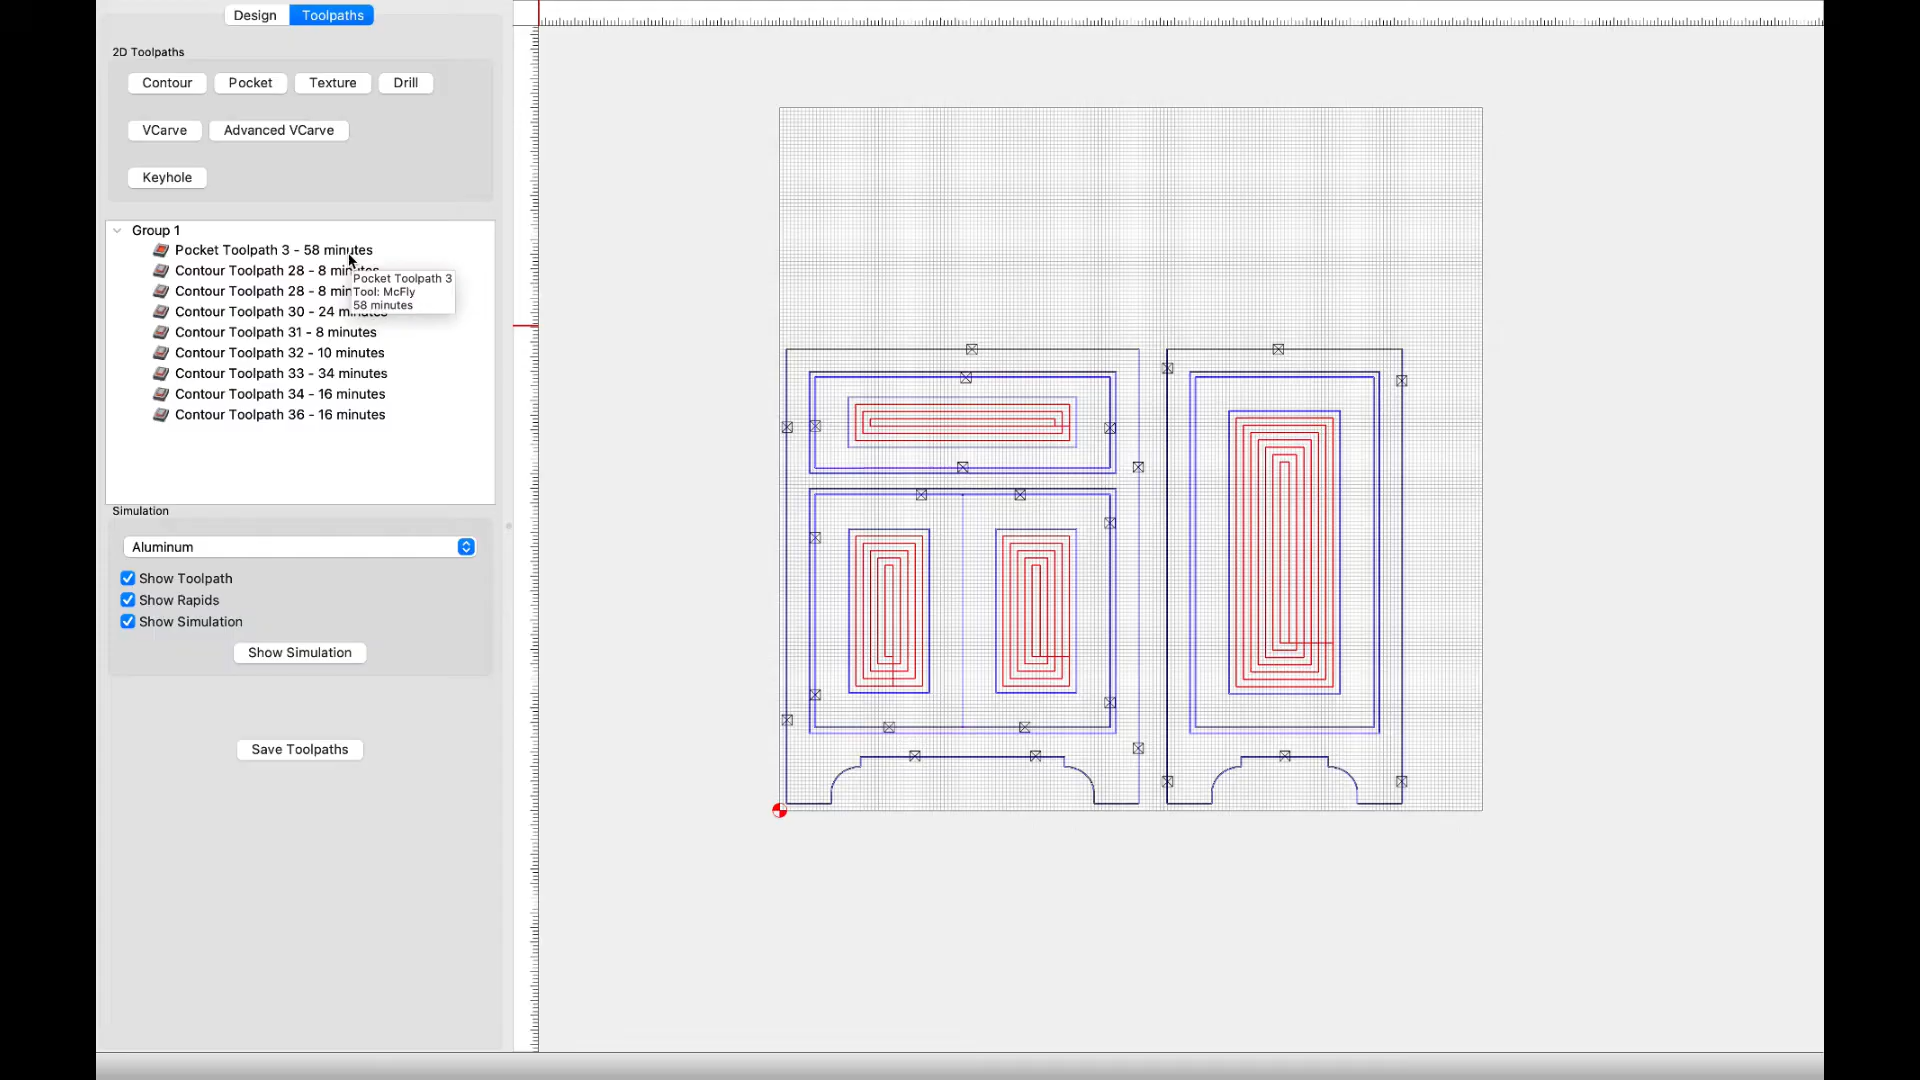 Design Toolpaths
2D Toolpaths
Contour Pocket Texture Drill
VCarve Advanced VCarve
Keyhole
Group 1
Pocket Toolpath 3 - 58 minutes
Contour Toolpath 28 - 8 minutes
Contour Toolpath 28 - 8 min
Contour Toolpath 30 - 24 minutes
Contour Toolpath 31 - 8 minutes
Contour Toolpath 32 - 10 minutes
Contour Toolpath 33 - 34 minutes
Contour Toolpath 34 - 16 minutes
Contour Toolpath 36 - 16 minutes
Pocket Toolpath 3
Tool: McFly
58 minutes
Simulation
Aluminum
Show Toolpath
Show Rapids
Show Simulation
Show Simulation
Save Toolpaths